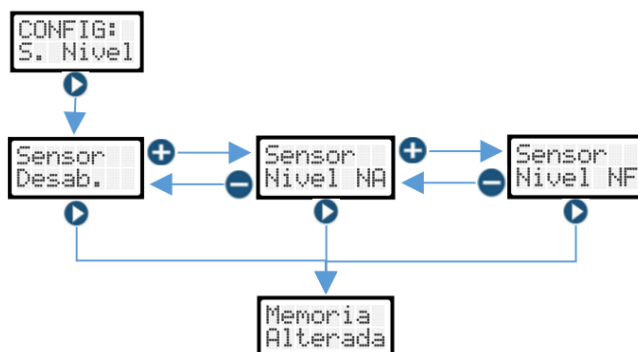 CONFIG:
S. Nivel
Sensor
Desab.
Sensor
Nivel NA
Sensor
Nivel NF
Memoria
Alterada